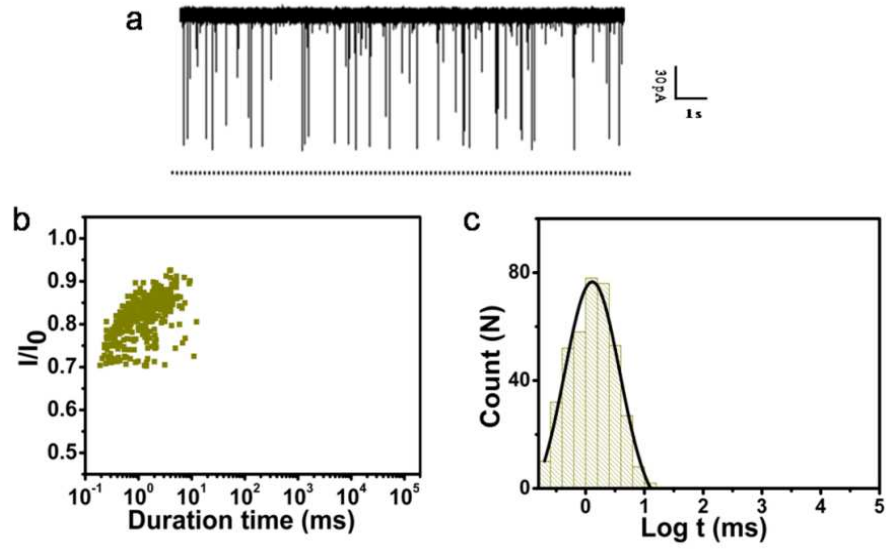 a
30pA
1s
b
I/I0
1.0
0.9
0.8
0.7
0.6
0.5
10-1 100 101 102 103 104 105
Duration time (ms)
c
Count (N)
80
40
0
0 1 2 3 4 5
Log t (ms)